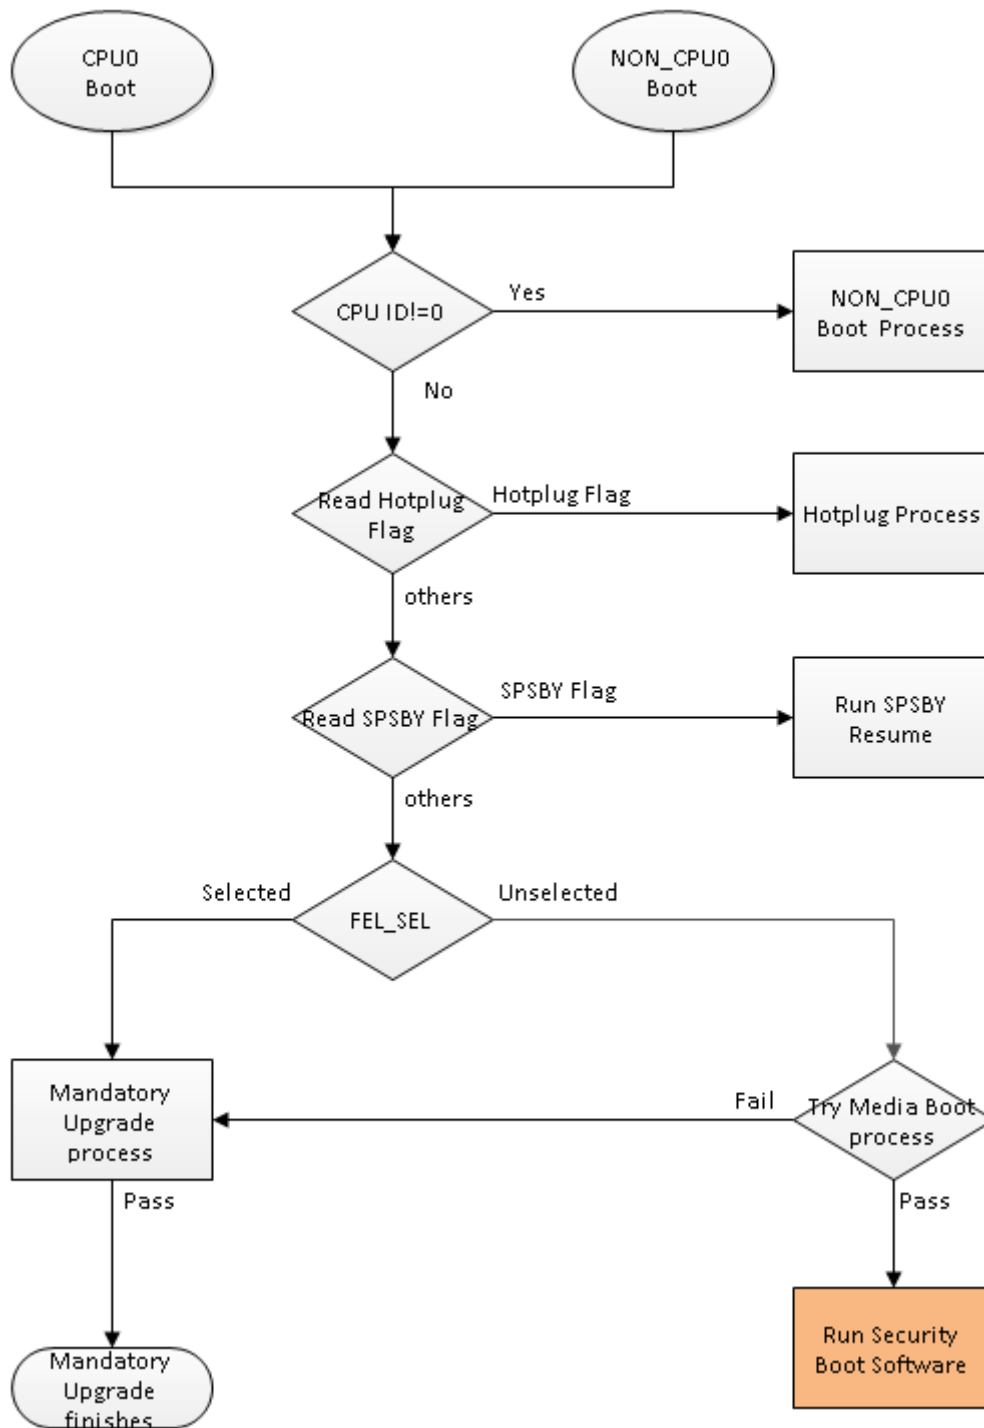 CPU0
Boot
NON_CPU0
Boot
CPU ID!=0
Yes
NON_CPU0
Boot Process
No
Read Hotplug
Flag
Hotplug Flag
Hotplug Process
others
Read SPSBY Flag
SPSBY Flag
Run SPSBY
Resume
others
Selected
FEL_SEL
Unselected
Mandatory
Upgrade
process
Fail
Try Media Boot
process
Pass
Pass
Mandatory
Upgrade
finishes
Run Security
Boot Software